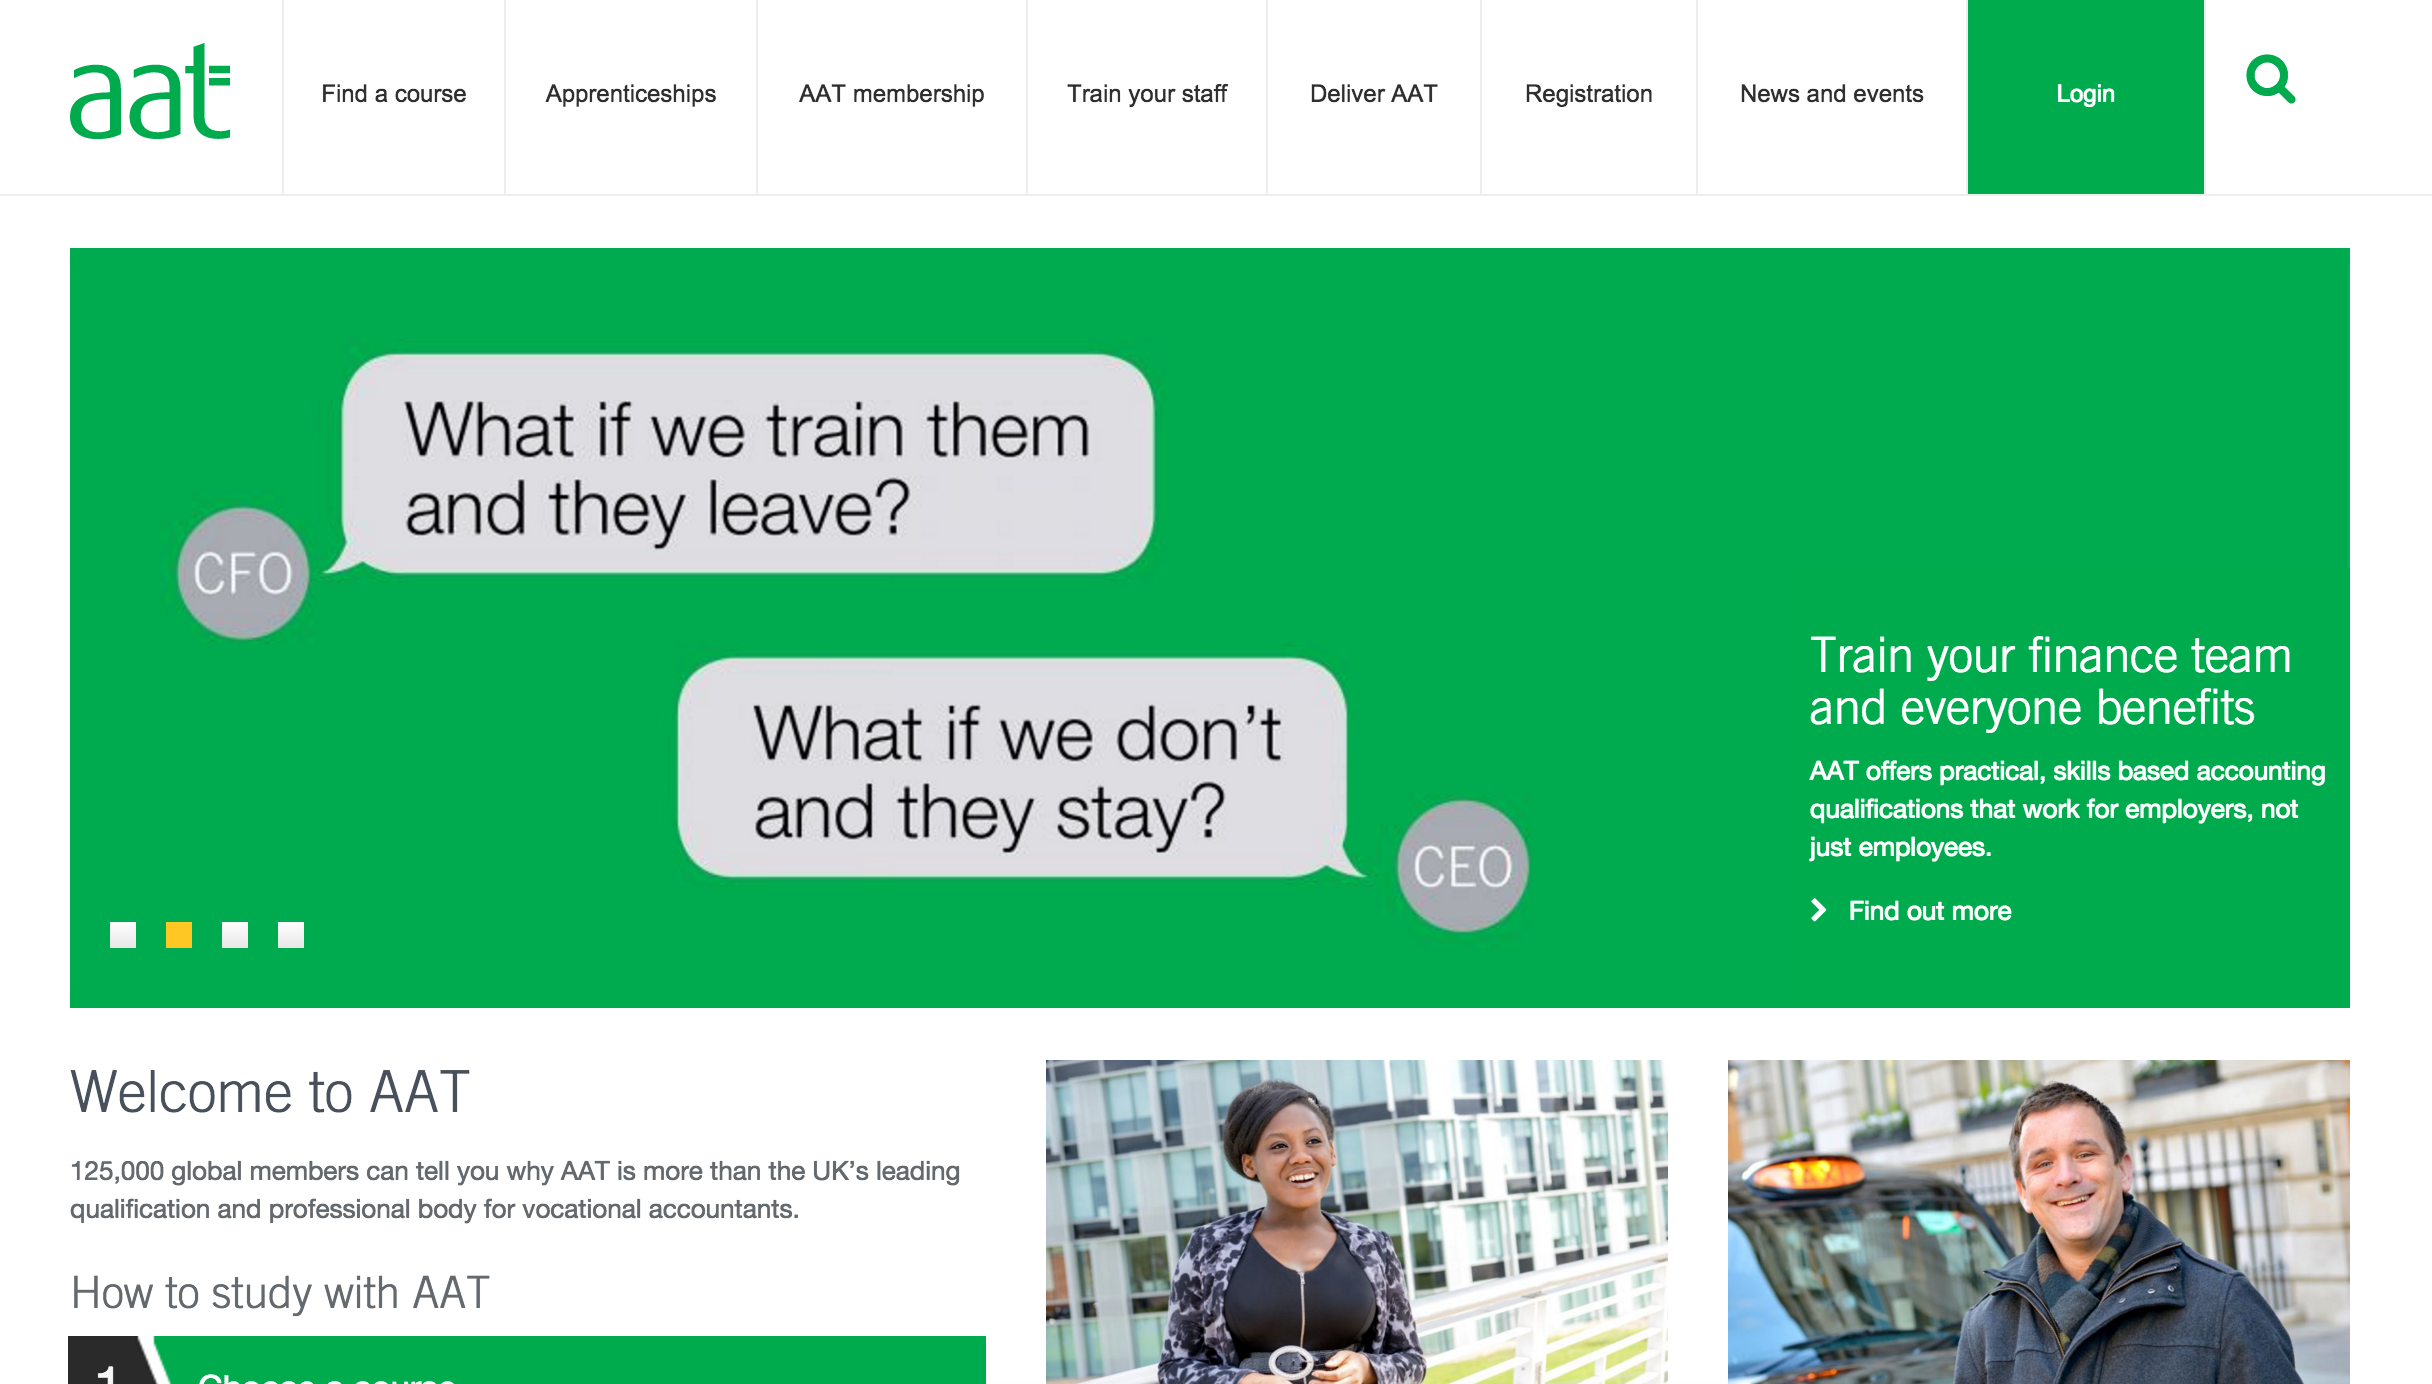 aat
Find a course
Apprenticeships
AAT membership
Train your staff
Deliver AAT
Registration
News and events
Login
What if we train them
and they leave?
CFO
What if we don’t
and they stay?
CEO
Train your finance team
and everyone benefits
AAT offers practical, skills based accounting
qualifications that work for employers, not
just employees.
Find out more
Welcome to AAT
125,000 global members can tell you why AAT is more than the UK’s leading
qualification and professional body for vocational accountants.
How to study with AAT
1
Choose a course
TAXI